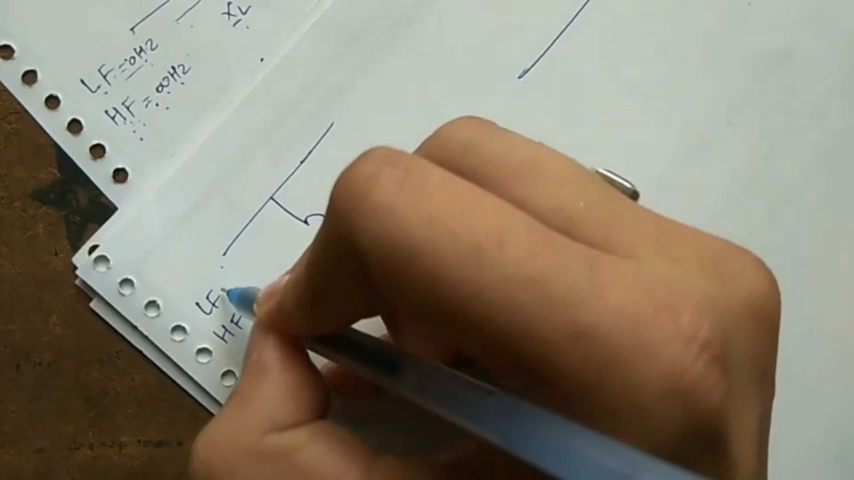 XL
LF = 0Hz
HF = ∞Hz
LF
HF